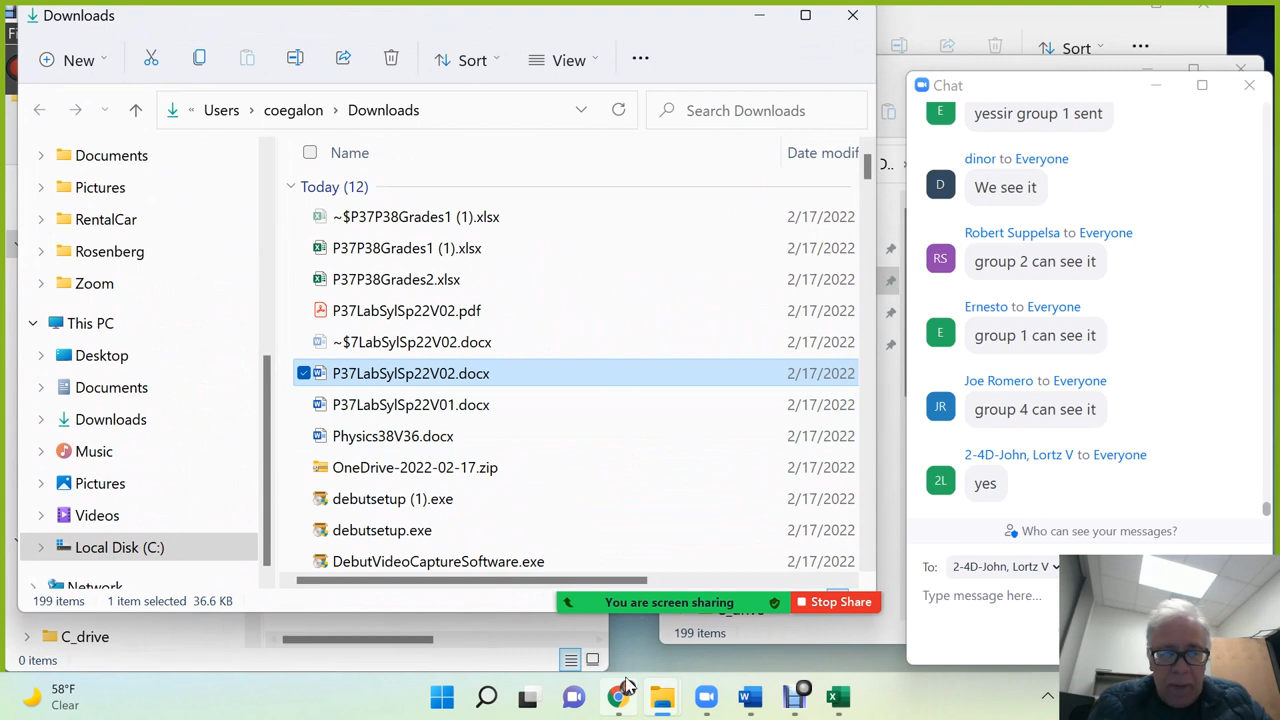 Downloads
Fi
New
Sort
View
Sort
Users
coegalon
Downloads
Search Downloads
Documents
Pictures
RentalCar
Rosenberg
Zoom
This PC
Desktop
Documents
Downloads
Music
Pictures
Videos
Local Disk (C:)
Network
Name
Date modif
Today (12)
~$P37P38Grades1 (1).xlsx 2/17/2022
P37P38Grades1 (1).xlsx 2/17/2022
P37P38Grades2.xlsx 2/17/2022
P37LabSylSp22V02.pdf 2/17/2022
~$7LabSylSp22V02.docx 2/17/2022
P37LabSylSp22V02.docx 2/17/2022
P37LabSylSp22V01.docx 2/17/2022
Physics38V36.docx 2/17/2022
OneDrive-2022-02-17.zip 2/17/2022
debutsetup (1).exe 2/17/2022
debutsetup.exe 2/17/2022
DebutVideoCaptureSoftware.exe 2/17/2022
199 items 1 item selected 36.6 KB
You are screen sharing
Stop Share
C_drive
0 items
199 items
D..
Chat
E
yessir group 1 sent
dinor to Everyone
D
We see it
Robert Suppelsa to Everyone
RS
group 2 can see it
Ernesto to Everyone
E
group 1 can see it
Joe Romero to Everyone
JR
group 4 can see it
2-4D-John, Lortz V to Everyone
2L
yes
Who can see your messages?
To: 2-4D-John, Lortz V
Type message here...
58°F
Clear